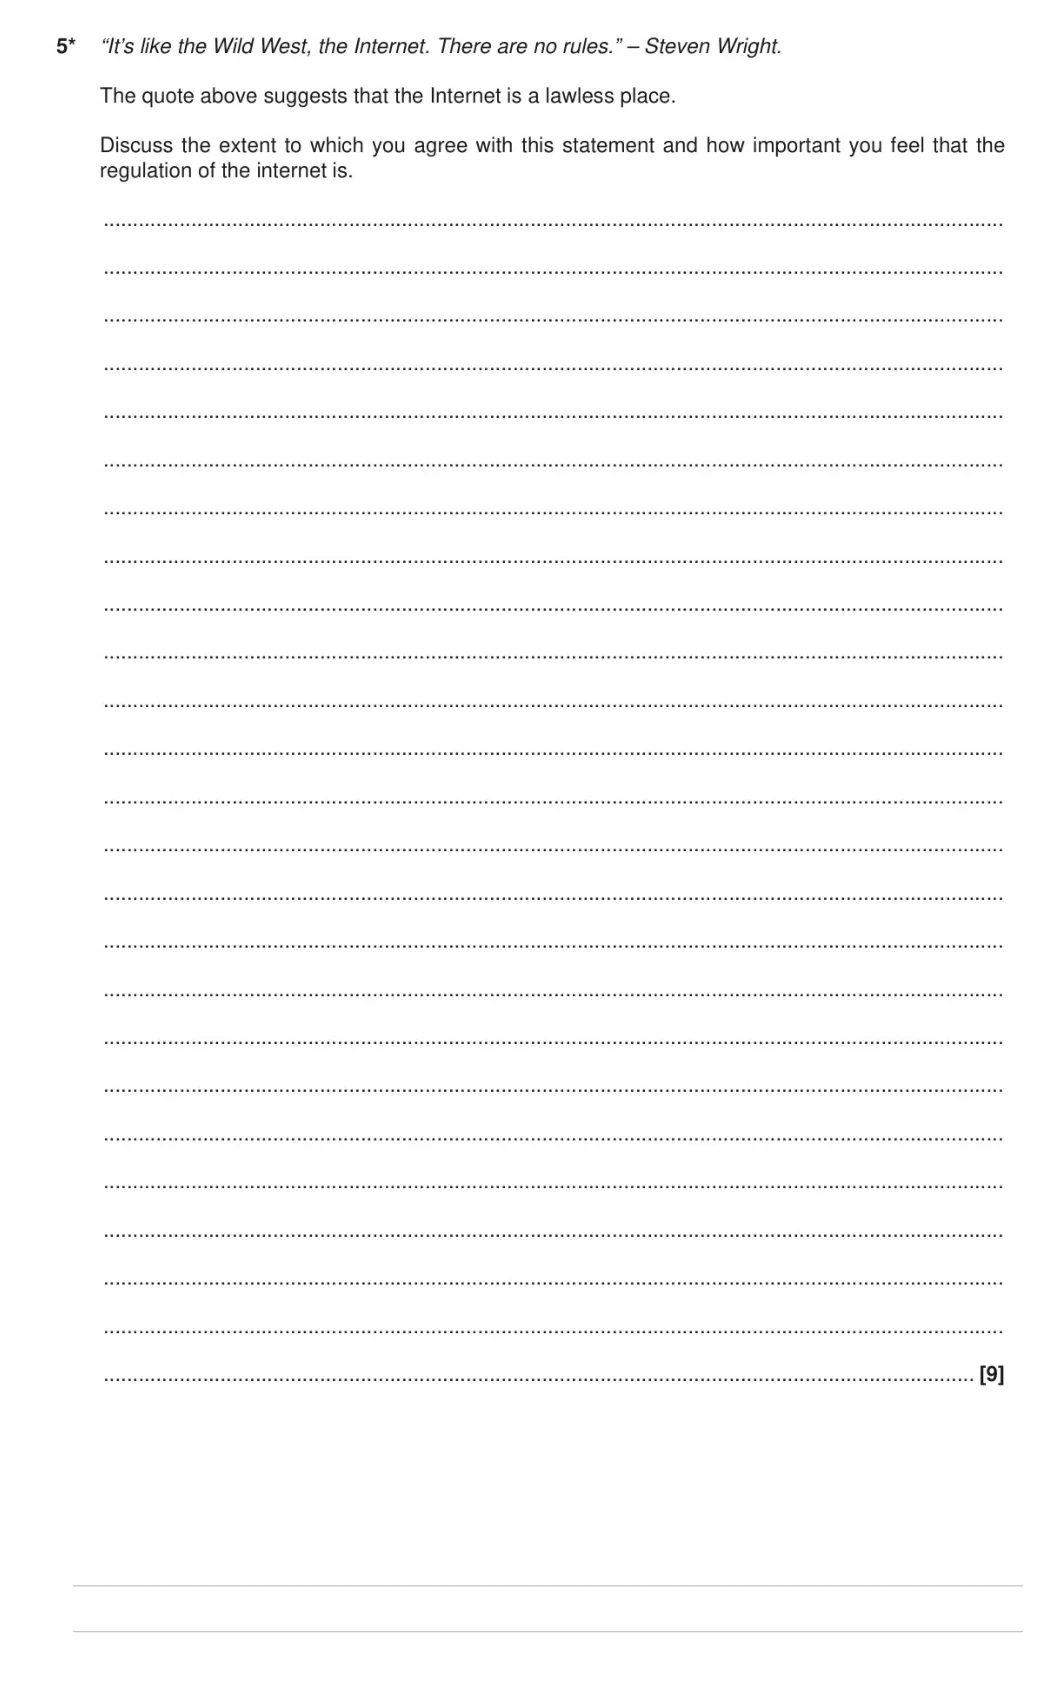 5* “It’s like the Wild West, the Internet. There are no rules.” – Steven Wright.
The quote above suggests that the Internet is a lawless place.
Discuss the extent to which you agree with this statement and how important you feel that the
regulation of the internet is.
[9]